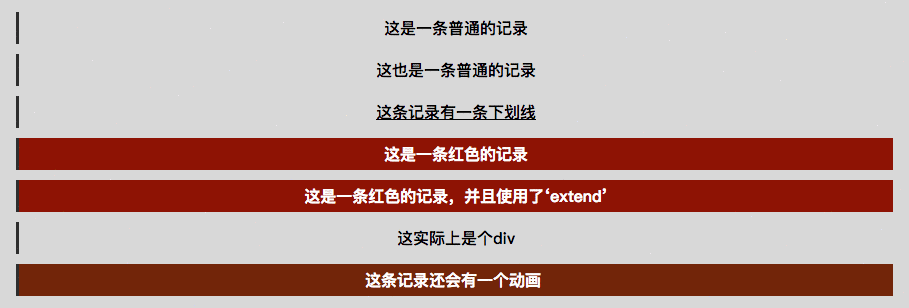 这是一条普通的记录
这也是一条普通的记录
这条记录有一条下划线
这是一条红色的记录
这是一条红色的记录，并且使用了‘extend’
这实际上是个div
这条记录还会有一个动画